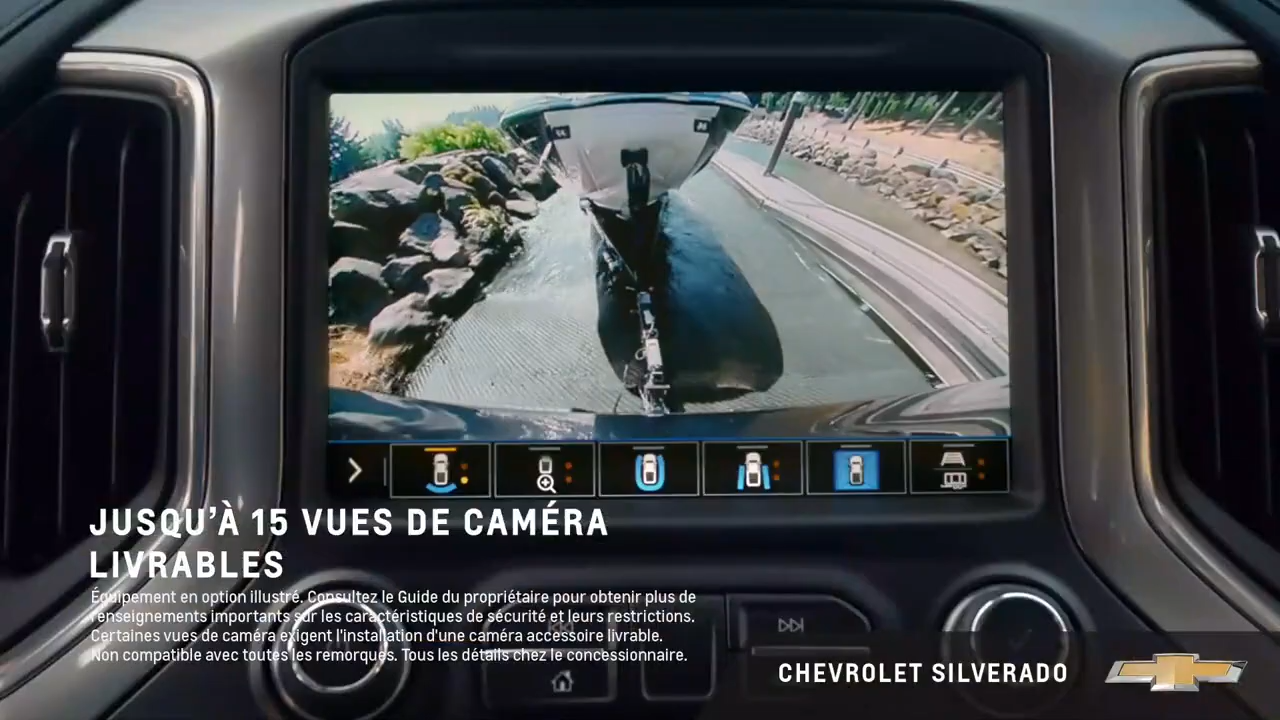 JUSQU’À 15 VUES DE CAMÉRA
LIVRABLES
Équipement en option illustré. Consultez le Guide du propriétaire pour obtenir plus de
renseignements importants sur les caractéristiques de sécurité et leurs restrictions.
Certaines vues de caméra exigent l'installation d'une caméra accessoire livrable.
Non compatible avec toutes les remorques. Tous les détails chez le concessionnaire.
CHEVROLET SILVERADO